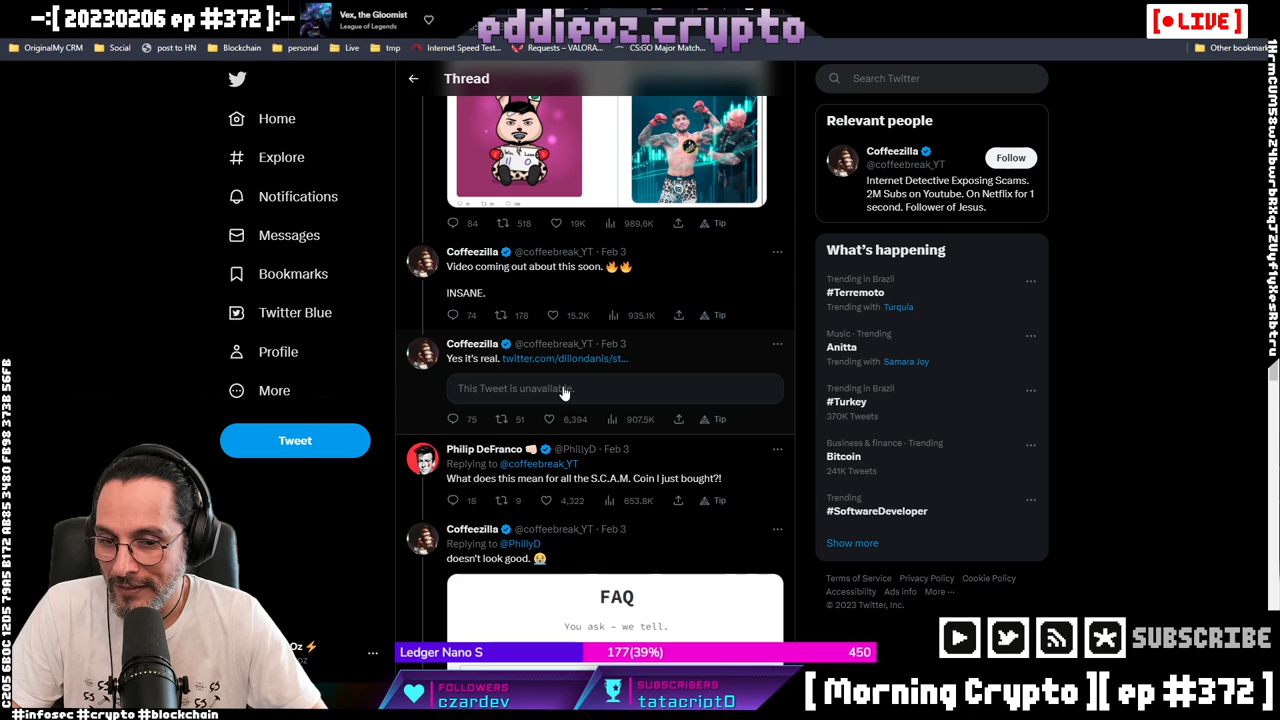 -:[ 20230206 ep #372 ]:-
Vex, the Gloomist
League of Legends
eddieoz.crypto
[● LIVE]
OriginalMy CRM
Social
post to HN
Blockchain
personal
Live
tmp
Internet Speed Test...
Requests – VALORA...
CS:GO Major Match...
Other bookmark
Home
Explore
Notifications
Messages
Bookmarks
Twitter Blue
Profile
More
Tweet
Oz ⚡
Thread
84 518 19K 989.6K Tip
Coffeezilla @coffeebreak_YT · Feb 3
Video coming out about this soon. 🔥🔥
INSANE.
74 178 15.2K 935.1K Tip
Coffeezilla @coffeebreak_YT · Feb 3
Yes it's real. twitter.com/dillondanis/st...
This Tweet is unavailable.
75 51 6,394 907.5K Tip
Philip DeFranco 👊🏻 @PhillyD · Feb 3
Replying to @coffeebreak_YT
What does this mean for all the S.C.A.M. Coin I just bought?!
18 9 4,322 653.8K Tip
Coffeezilla @coffeebreak_YT · Feb 3
Replying to @PhillyD
doesn't look good. 😭
FAQ
You ask – we tell.
Search Twitter
Relevant people
Coffeezilla
@coffeebreak_YT
Follow
Internet Detective Exposing Scams.
2M Subs on Youtube. On Netflix for 1
second. Follower of Jesus.
What's happening
Trending in Brazil
#Terremoto
Trending with Turquia
Music · Trending
Anitta
Trending with Samara Joy
Trending in Brazil
#Turkey
370K Tweets
Business & finance · Trending
Bitcoin
241K Tweets
Trending
#SoftwareDeveloper
Show more
Terms of Service Privacy Policy Cookie Policy
Accessibility Ads info More ···
© 2023 Twitter, Inc.
Ledger Nano S 177(39%) 450
FOLLOWERS
czardev
SUBSCRIBERS
tatacript0
SUBSCRIBE
[ Morning Crypto ][ ep #372 ]
#infosec #crypto #blockchain